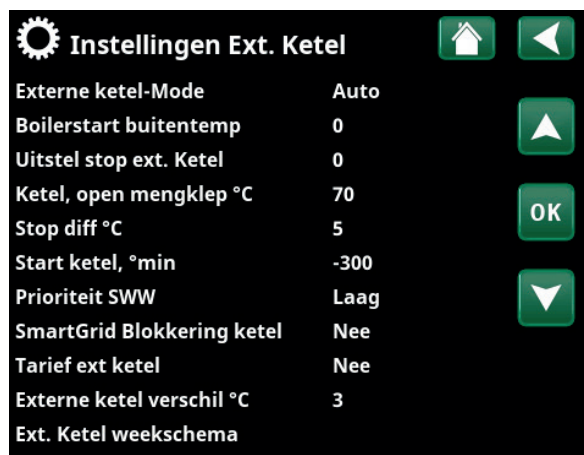 Instellingen Ext. Ketel
Externe ketel-Mode Auto
Boilerstart buitentemp 0
Uitstel stop ext. Ketel 0
Ketel, open mengklep °C 70
Stop diff °C 5
OK
Start ketel, °min -300
Prioriteit SWW Laag
SmartGrid Blokkering ketel Nee
Tarief ext ketel Nee
Externe ketel verschil °C 3
Ext. Ketel weekschema